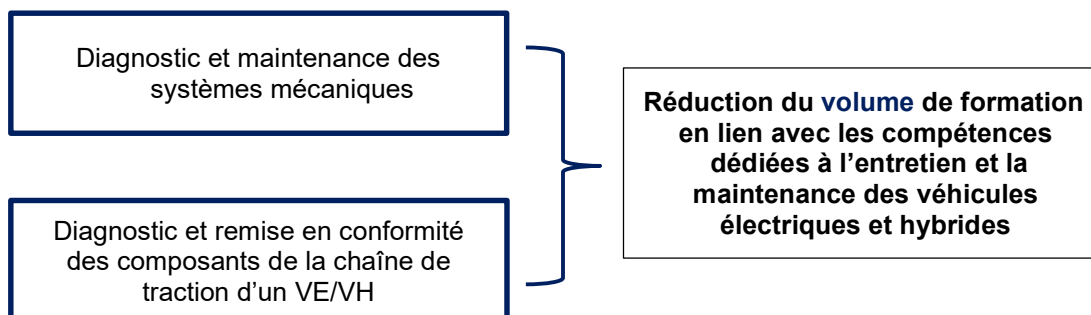 Diagnostic et maintenance des
systèmes mécaniques
Diagnostic et remise en conformité
des composants de la chaîne de
traction d’un VE/VH
Réduction du volume de formation
en lien avec les compétences
dédiées à l’entretien et la
maintenance des véhicules
électriques et hybrides